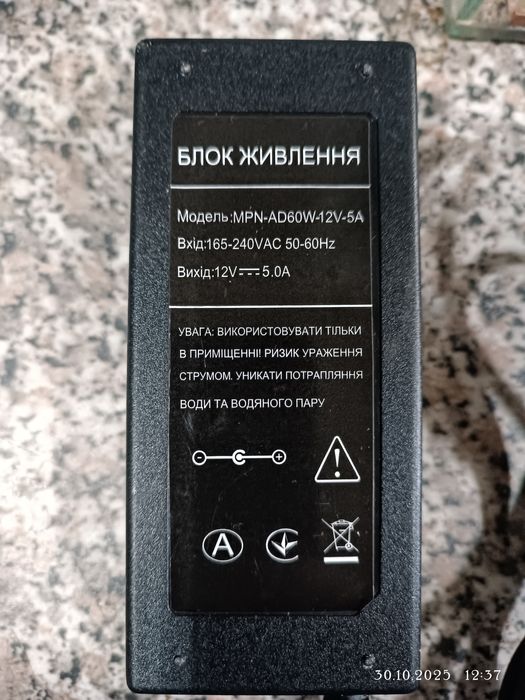 БЛОК ЖИВЛЕННЯ
Модель:MPN-AD60W-12V-5A
Вхід:165-240VAC 50-60Hz
Вихід:12V⎓5.0A
УВАГА: ВИКОРИСТОВУВАТИ ТІЛЬКИ
В ПРИМІЩЕННІ! РИЗИК УРАЖЕННЯ
СТРУМОМ. УНИКАТИ ПОТРАПЛЯННЯ
ВОДИ ТА ВОДЯНОГО ПАРУ
- +
!
A
30.10.2025 12:37